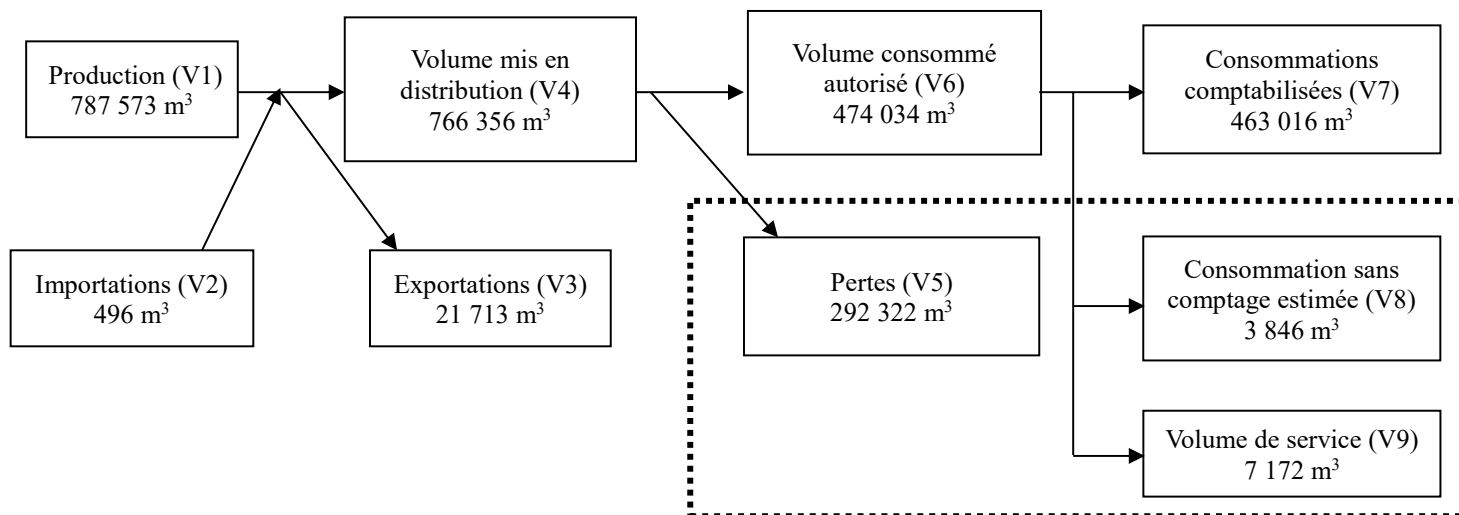 Production (V1)
787 573 m³
Volume mis en
distribution (V4)
766 356 m³
Volume consommé
autorisé (V6)
474 034 m³
Consommations
comptabilisées (V7)
463 016 m³
Importations (V2)
496 m³
Exportations (V3)
21 713 m³
Pertes (V5)
292 322 m³
Consommation sans
comptage estimée (V8)
3 846 m³
Volume de service (V9)
7 172 m³